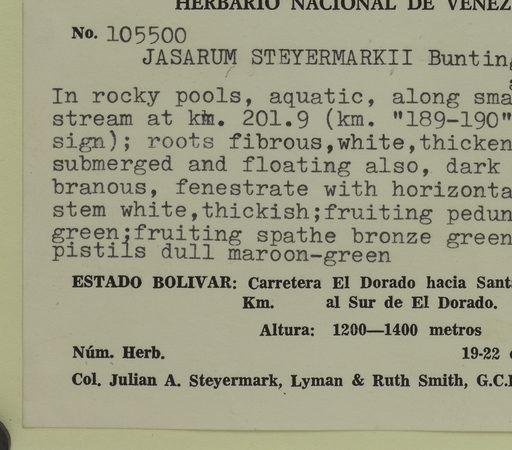 HERBARIO NACIONAL DE VENEZ
No. 105500
JASARUM STEYERMARKII Bunting
In rocky pools, aquatic, along sma
stream at km. 201.9 (km. "189-190"
sign); roots fibrous,white,thicken
submerged and floating also, dark
branous, fenestrate with horizonta
stem white,thickish;fruiting pedun
green;fruiting spathe bronze green
pistils dull maroon-green
ESTADO BOLIVAR: Carretera El Dorado hacia Sant
Km. al Sur de El Dorado.
Altura: 1200—1400 metros
Núm. Herb. 19-22
Col. Julian A. Steyermark, Lyman & Ruth Smith, G.C.